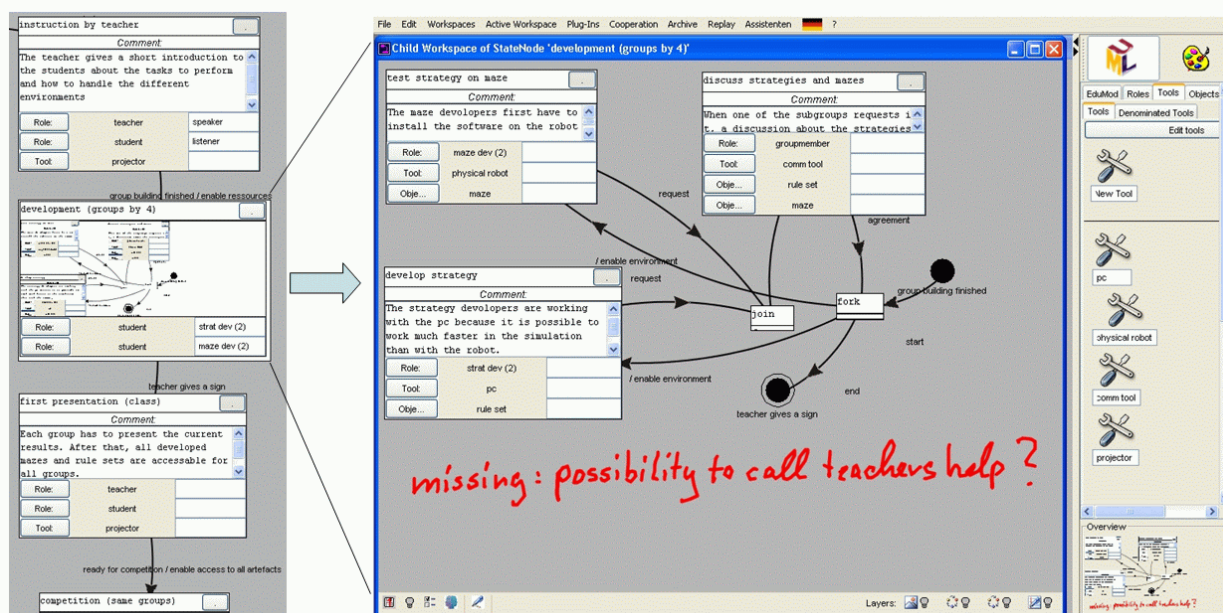 instruction by teacher
Comment:
The teacher gives a short introduction to
the students about the tasks to perform
and how to handle the different
environments
Role: teacher speaker
Role: student listener
Tool: projector
group building finished / enable ressources
development (groups by 4)
Role: student strat dev (2)
Role: student maze dev (2)
teacher gives a sign
first presentation (class)
Comment:
Each group has to present the current
results. After that, all developed
mazes and rule sets are accessable for
all groups.
Role: teacher
Role: student
Tool: projector
ready for competition / enable access to all artefacts
competition (same groups)
File Edit Workspaces Active Workspace Plug-Ins Cooperation Archive Replay Assistenten ?
Child Workspace of StateNode 'development (groups by 4)'
test strategy on maze
Comment:
The maze devolopers first have to
install the software on the robot
Role: maze dev (2)
Tool: physical robot
Obje... maze
discuss strategies and mazes
Comment:
When one of the subgroups requests i
t, a discussion about the strategies
Role: groupmember
Tool: comm tool
Obje... rule set
Obje... maze
request
agreement
/ enable environment
request
develop strategy
Comment:
The strategy devolopers are working
with the pc because it is possible to
work much faster in the simulation
than with the robot.
Role: strat dev (2)
Tool: pc
Obje... rule set
join
fork
group building finished
start
/ enable environment
end
teacher gives a sign
missing: possibility to call teachers help?
Layers:
ML
EduMod Roles Tools Objects
Tools Denominated Tools
Edit tools
New Tool
pc
physical robot
comm tool
projector
Overview
missing: possibility to call teachers help?